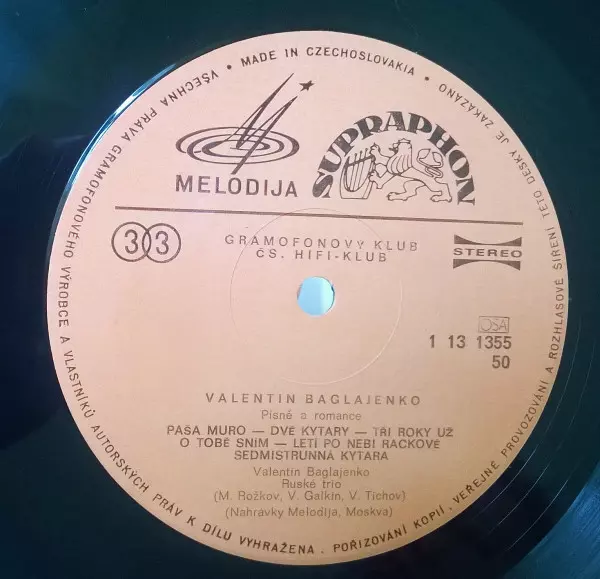 VŠECHNA PRÁVA GRAMOFONOVÉHO VÝROBCE A VLASTNÍKŮ AUTORSKÝCH PRÁV K DÍLU VYHRAŽENA . POŘIZOVÁNÍ KOPIÍ, VEŘEJNÉ PROVOZOVÁNÍ A ROZHLASOVÉ ŠÍŘENÍ TÉTO DESKY JE ZAKÁZÁNO
MADE IN CZECHOSLOVAKIA
MELODIJA
SUPRAPHON
33
GRAMOFONOVÝ KLUB
ČS. HIFI-KLUB
STEREO
OSA
1 13 1355
50
VALENTIN BAGLAJENKO
Písně a romance
PAŠA MURO — DVĚ KYTARY — TŘI ROKY UŽ
O TOBĚ SNÍM — LETÍ PO NEBI RACKOVÉ
SEDMISTRUNNÁ KYTARA
Valentin Baglajenko
Ruské trio
(M. Rožkov, V. Galkin, V. Tichov)
(Nahrávky Melodija, Moskva)